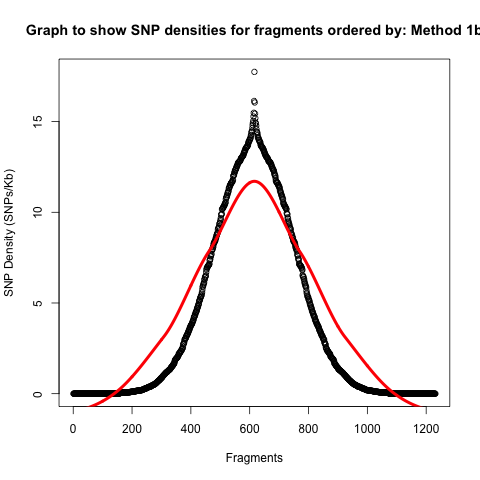 Graph to show SNP densities for fragments ordered by: Method 1b
SNP Density (SNPs/Kb)
15
10
5
0
0 200 400 600 800 1000 1200
Fragments